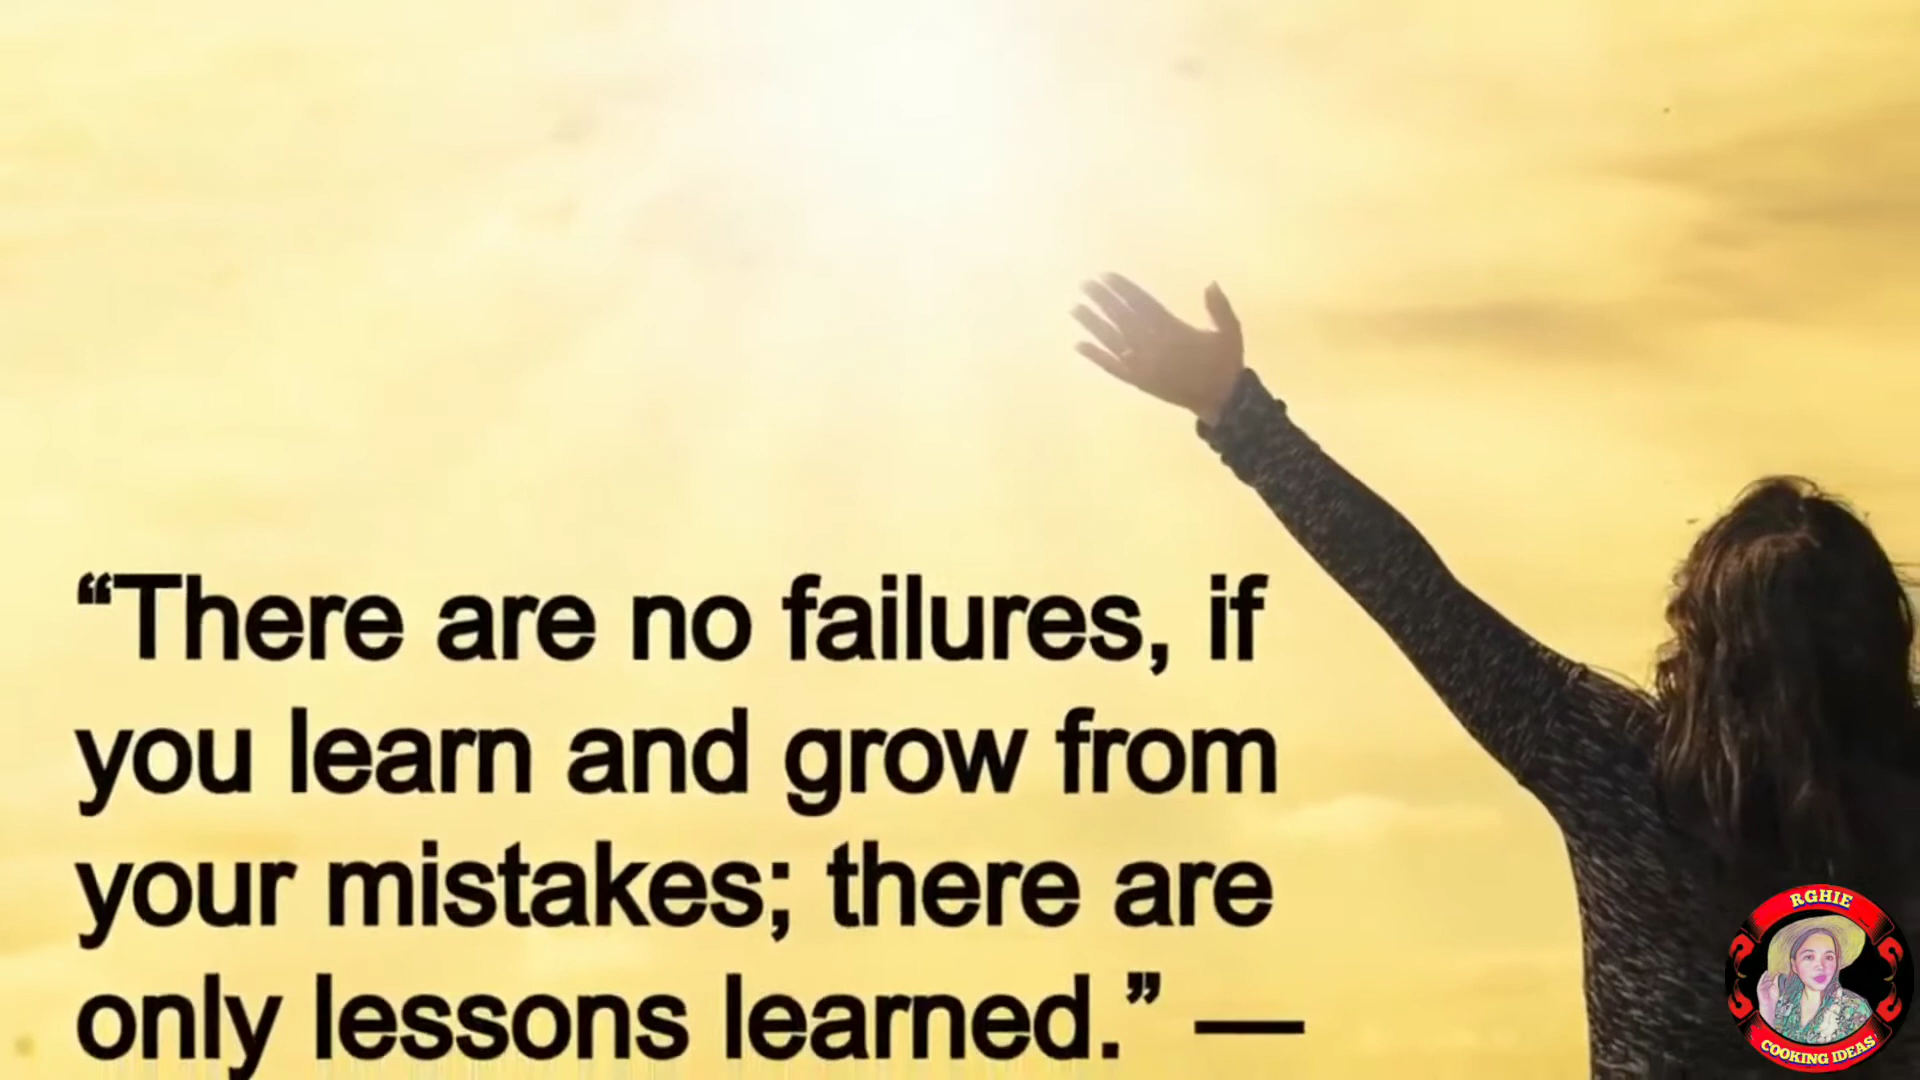 “There are no failures, if
you learn and grow from
your mistakes; there are
only lessons learned.” —
RGHIE
COOKING IDEAS